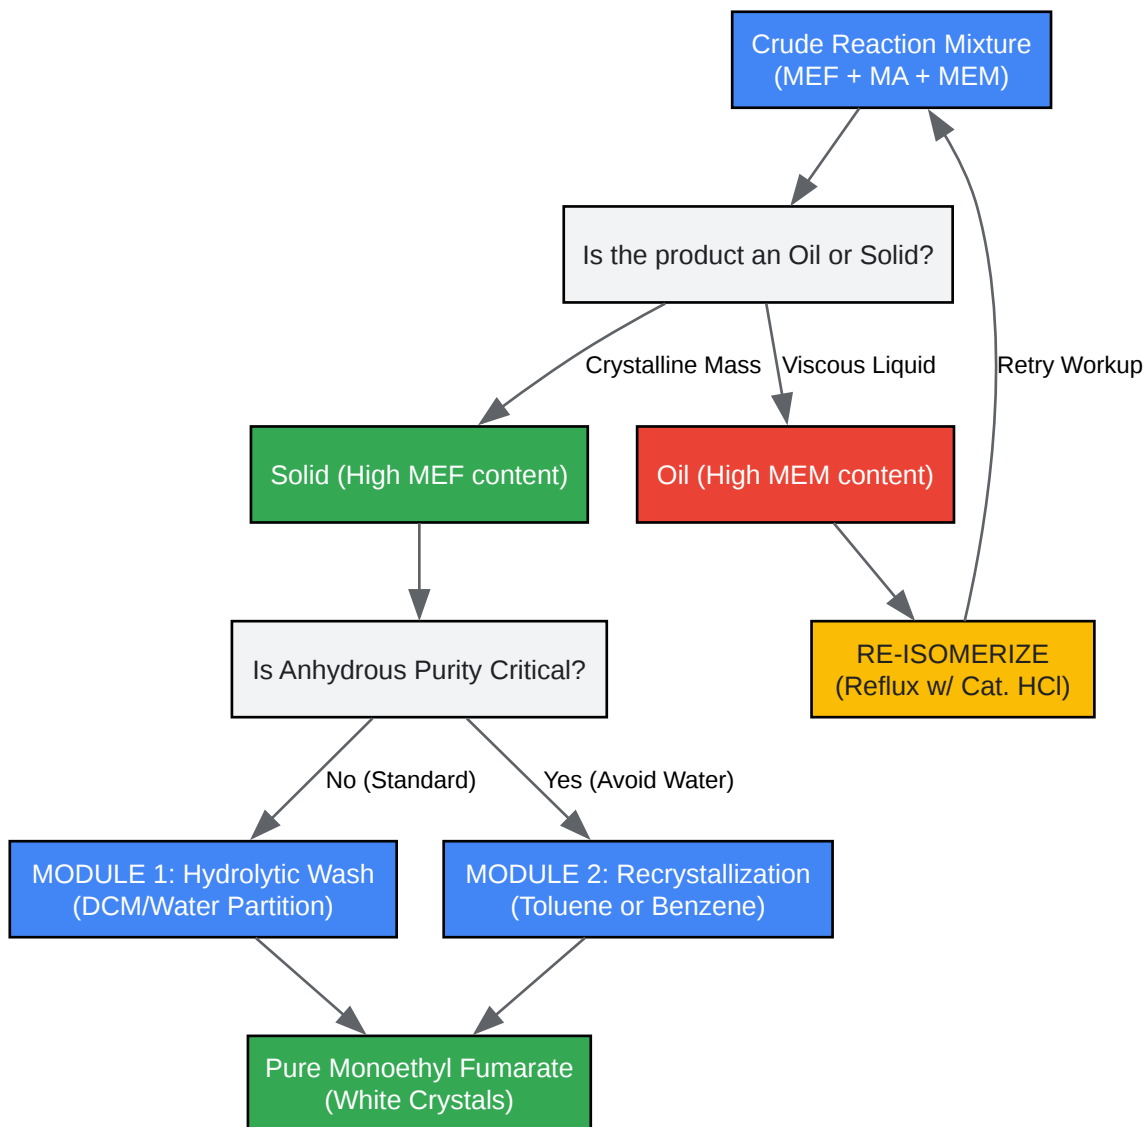 Crude Reaction Mixture
(MEF + MA + MEM)
Is the product an Oil or Solid?
Crystalline Mass
Viscous Liquid
Retry Workup
Solid (High MEF content)
Oil (High MEM content)
Is Anhydrous Purity Critical?
RE-ISOMERIZE
(Reflux w/ Cat. HCl)
No (Standard)
Yes (Avoid Water)
MODULE 1: Hydrolytic Wash
(DCM/Water Partition)
MODULE 2: Recrystallization
(Toluene or Benzene)
Pure Monoethyl Fumarate
(White Crystals)